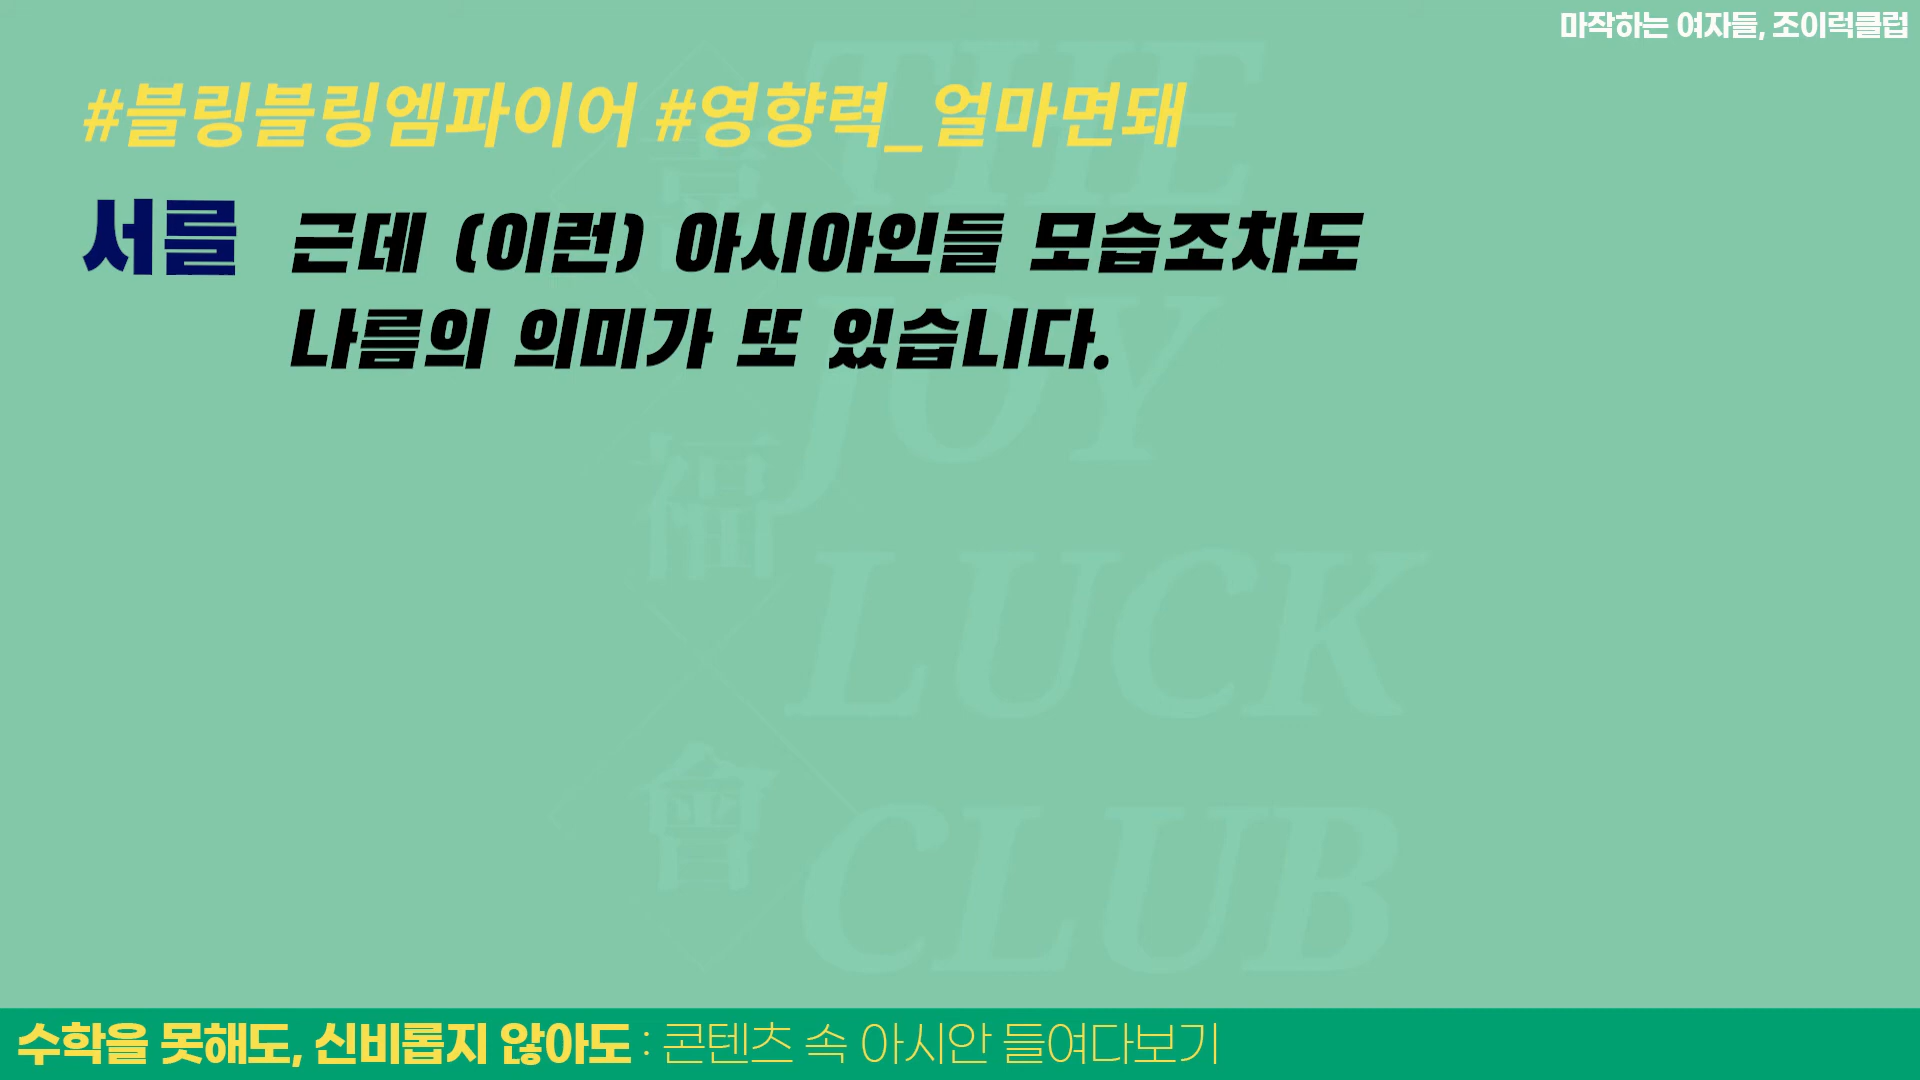 마작하는 여자들, 조이럭클럽
#블링블링엠파이어 #영향력_얼마면돼
서를 근데 (이런) 아시아인들 모습조차도
나름의 의미가 또 있습니다.
THE
JOY
福
LUCK
會
CLUB
수학을 못해도, 신비롭지 않아도 : 콘텐츠 속 아시안 들여다보기